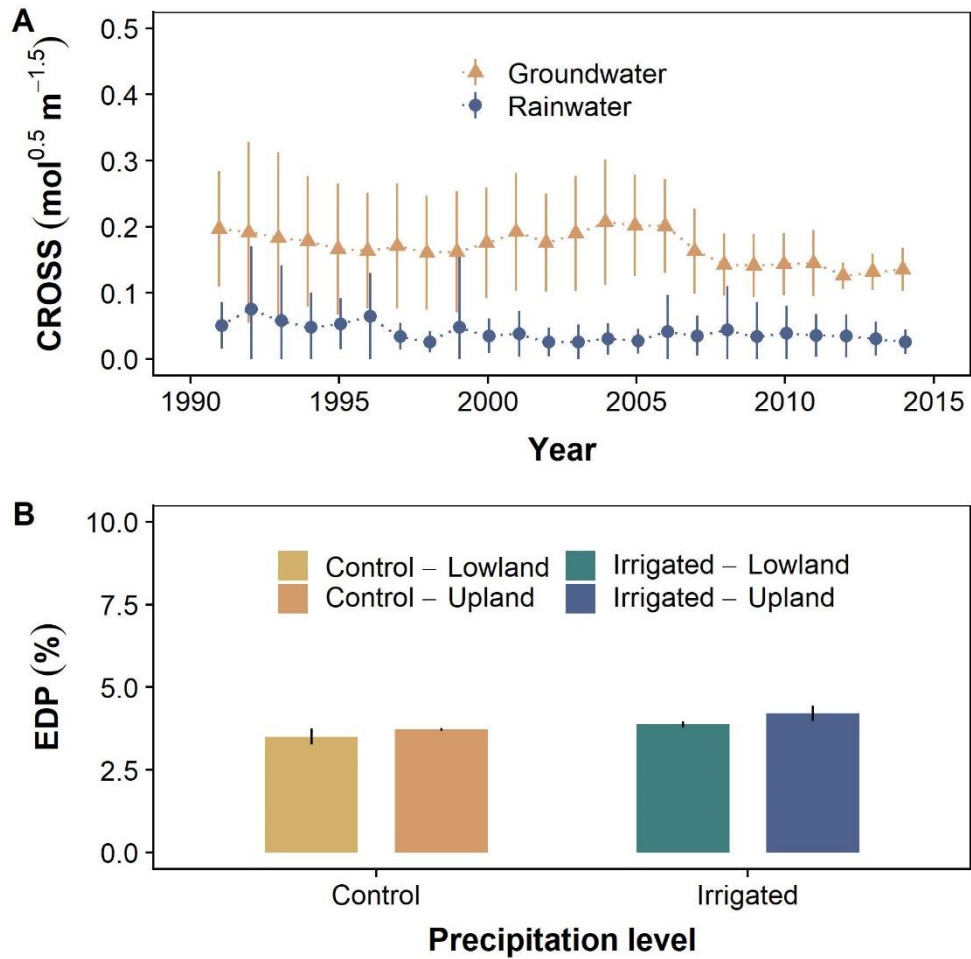 A
CROSS (mol^0.5 m^−1.5)
0.5
0.4
0.3
0.2
0.1
0.0
Groundwater
Rainwater
1990 1995 2000 2005 2010 2015
Year
B
EDP (%)
10.0
7.5
5.0
2.5
0.0
Control – Lowland Irrigated – Lowland
Control – Upland Irrigated – Upland
Control Irrigated
Precipitation level